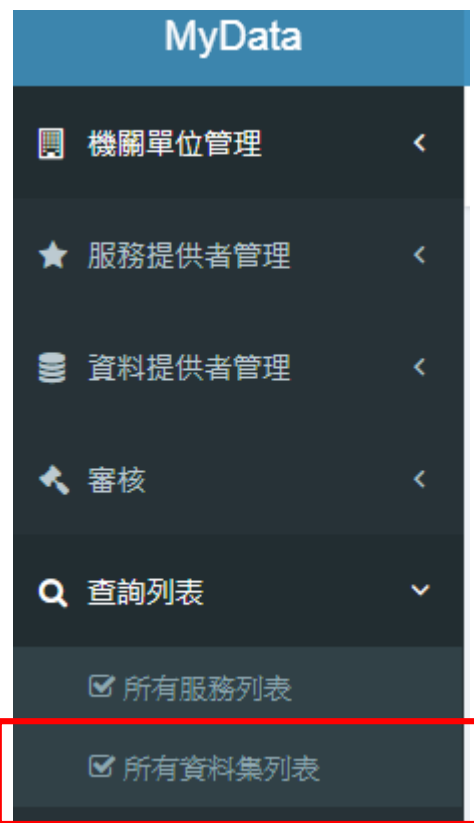 MyData
機關單位管理
服務提供者管理
資料提供者管理
審核
查詢列表
所有服務列表
所有資料集列表